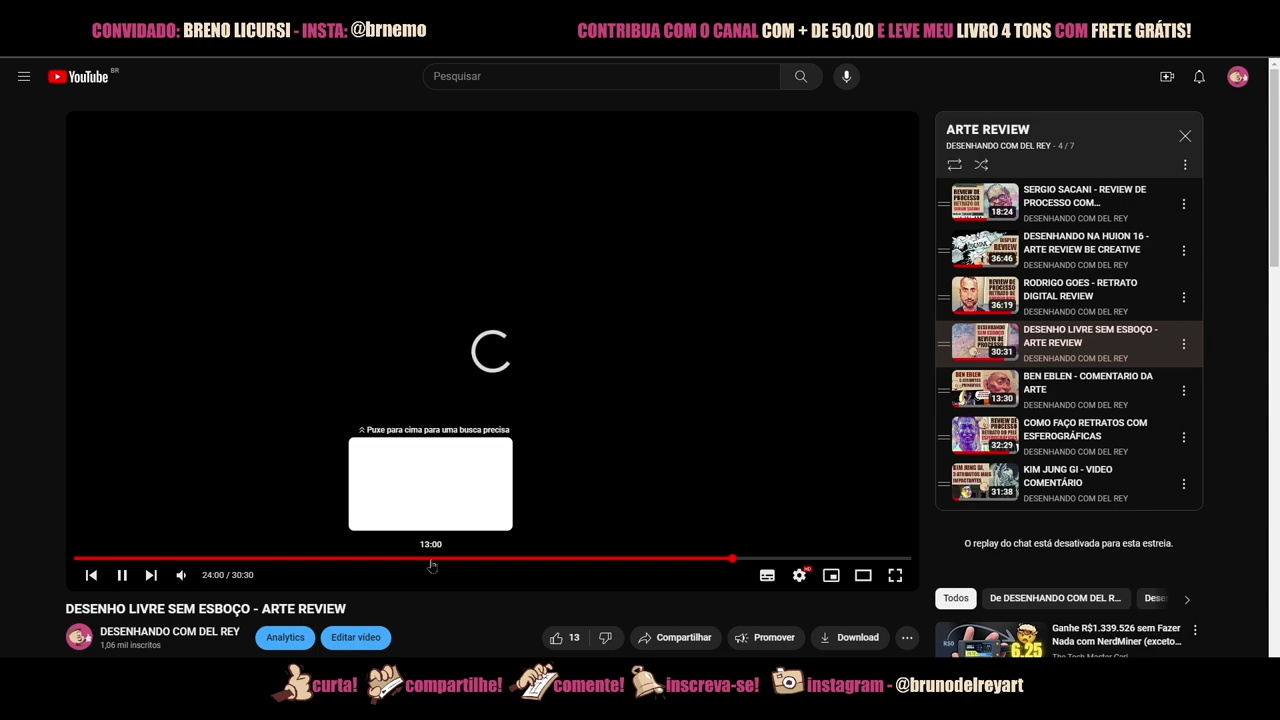 CONVIDADO: BRENO LICURSI - INSTA: @brnemo
CONTRIBUA COM O CANAL COM + DE 50,00 E LEVE MEU LIVRO 4 TONS COM FRETE GRÁTIS!
YouTube BR
Pesquisar
ARTE REVIEW
DESENHANDO COM DEL REY - 4 / 7
SERGIO SACANI - REVIEW DE
PROCESSO COM...
18:24
DESENHANDO COM DEL REY
DESENHANDO NA HUION 16 -
ARTE REVIEW BE CREATIVE
36:46
DESENHANDO COM DEL REY
RODRIGO GOES - RETRATO
DIGITAL REVIEW
36:19
DESENHANDO COM DEL REY
DESENHO LIVRE SEM ESBOÇO -
ARTE REVIEW
30:31
DESENHANDO COM DEL REY
BEN EBLEN - COMENTARIO DA
ARTE
13:30
DESENHANDO COM DEL REY
COMO FAÇO RETRATOS COM
ESFEROGRÁFICAS
32:29
DESENHANDO COM DEL REY
KIM JUNG GI - VIDEO
COMENTÁRIO
31:38
DESENHANDO COM DEL REY
Puxe para cima para uma busca precisa
13:00
24:00 / 30:30
HD
O replay do chat está desativada para esta estreia.
DESENHO LIVRE SEM ESBOÇO - ARTE REVIEW
DESENHANDO COM DEL REY
1,06 mil inscritos
Analytics
Editar vídeo
13
Compartilhar
Promover
Download
Todos
De DESENHANDO COM DEL R...
Ganhe R$1.339.526 sem Fazer
Nada com NerdMiner (exceto...
6.25
curta! compartilhe! comente! inscreva-se! instagram - @brunodelreyart